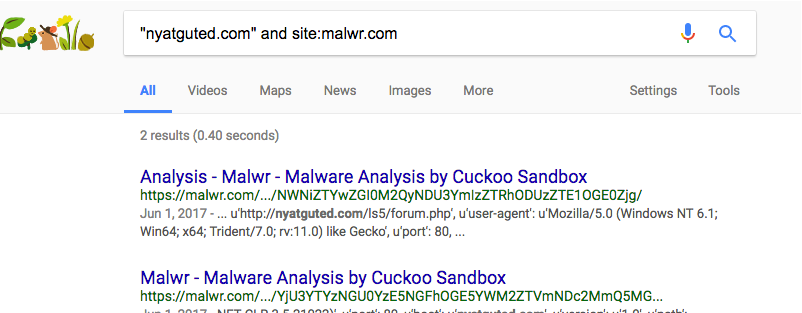 "nyatguted.com" and site:malwr.com
All Videos Maps News Images More Settings Tools
2 results (0.40 seconds)
Analysis - Malwr - Malware Analysis by Cuckoo Sandbox
https://malwr.com/.../NWNiZTYwZGI0M2QyNDU3YmIzZTRhODUzZTE1OGE0Zjg/
Jun 1, 2017 - ... u'http://nyatguted.com/ls5/forum.php', u'user-agent': u'Mozilla/5.0 (Windows NT 6.1;
Win64; x64; Trident/7.0; rv:11.0) like Gecko', u'port': 80, ...
Malwr - Malware Analysis by Cuckoo Sandbox
https://malwr.com/.../YjU3YTYzNGU0YzE5NGFhOGE5YWM2ZTVmNDc2MmQ5MG...